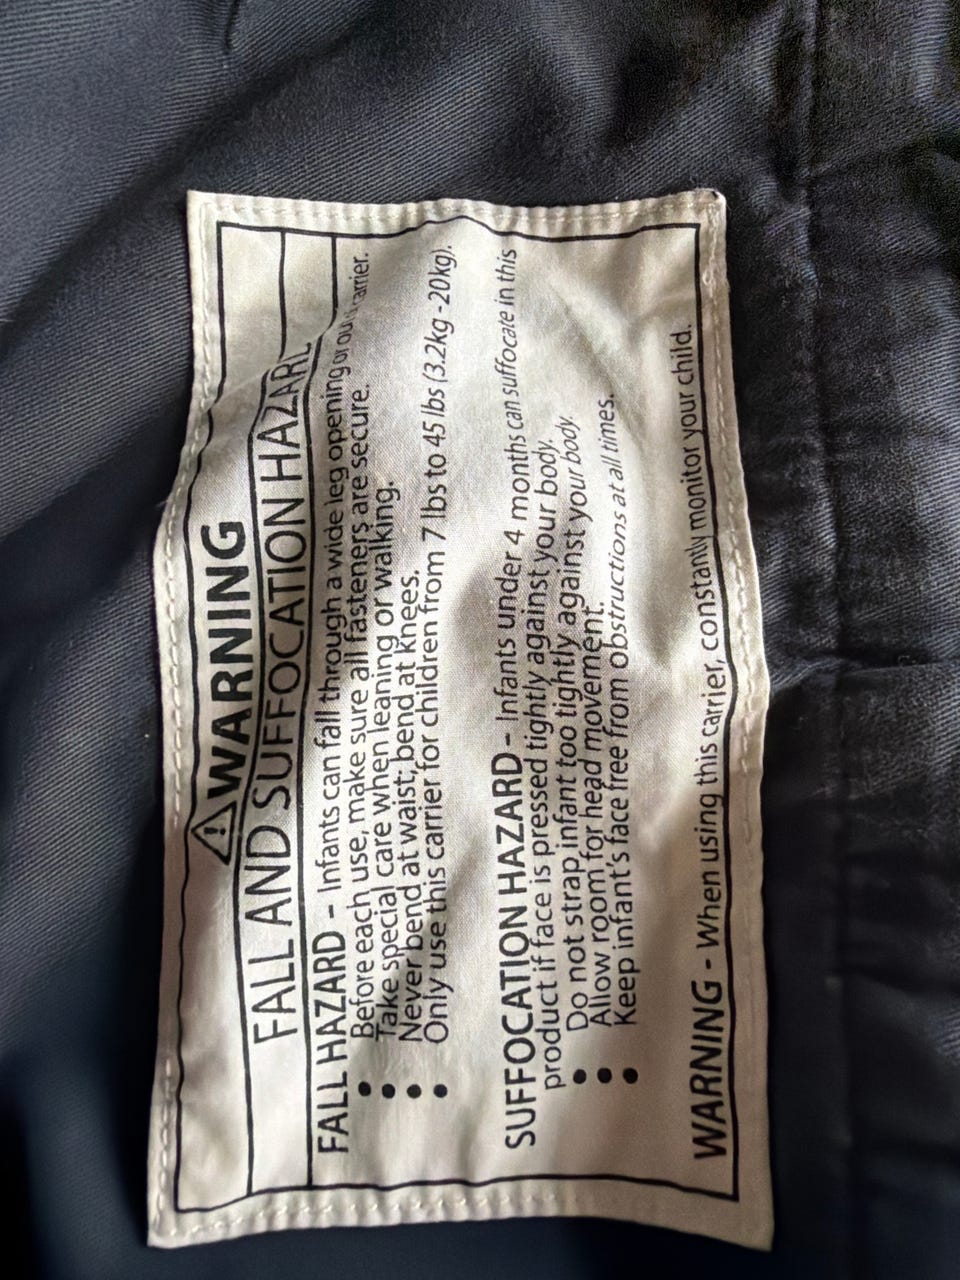 ⚠WARNING
FALL AND SUFFOCATION HAZARD
FALL HAZARD - Infants can fall through a wide leg opening or out carrier.
• Before each use, make sure all fasteners are secure.
• Take special care when leaning or walking.
• Never bend at waist; bend at knees.
• Only use this carrier for children from 7 lbs to 45 lbs (3.2kg -20kg).
SUFFOCATION HAZARD - Infants under 4 months can suffocate in this
product if face is pressed tightly against your body.
• Do not strap infant too tightly against your body.
• Allow room for head movement.
• Keep infant's face free from obstructions at all times.
WARNING - When using this carrier, constantly monitor your child.